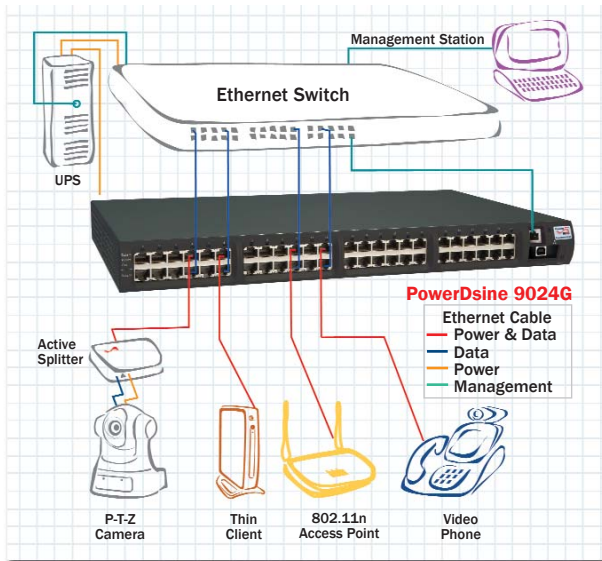 Management Station
Ethernet Switch
UPS
PowerDsine 9024G
Ethernet Cable
Power & Data
Data
Power
Management
Active
Splitter
P-T-Z
Camera
Thin
Client
802.11n
Access Point
Video
Phone